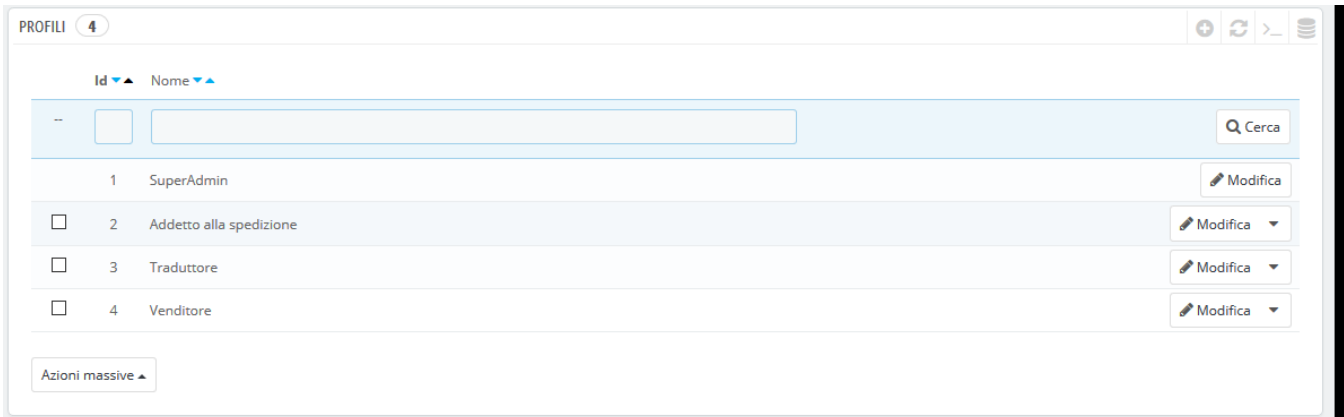 PROFILI 4
Id Nome
-- Cerca
1 SuperAdmin Modifica
2 Addetto alla spedizione Modifica
3 Traduttore Modifica
4 Venditore Modifica
Azioni massive